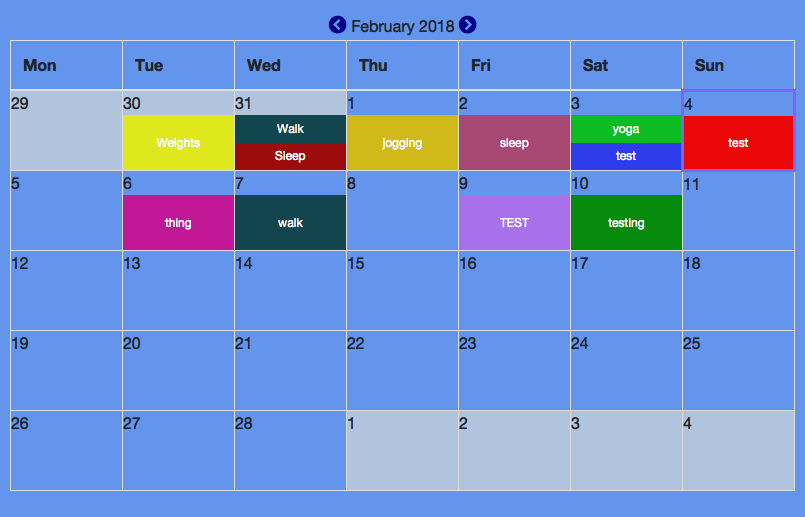 February 2018
Mon Tue Wed Thu Fri Sat Sun
29 30 31 1 2 3 4
Weights Walk jogging sleep yoga test
Sleep test
5 6 7 8 9 10 11
thing walk TEST testing
12 13 14 15 16 17 18
19 20 21 22 23 24 25
26 27 28 1 2 3 4